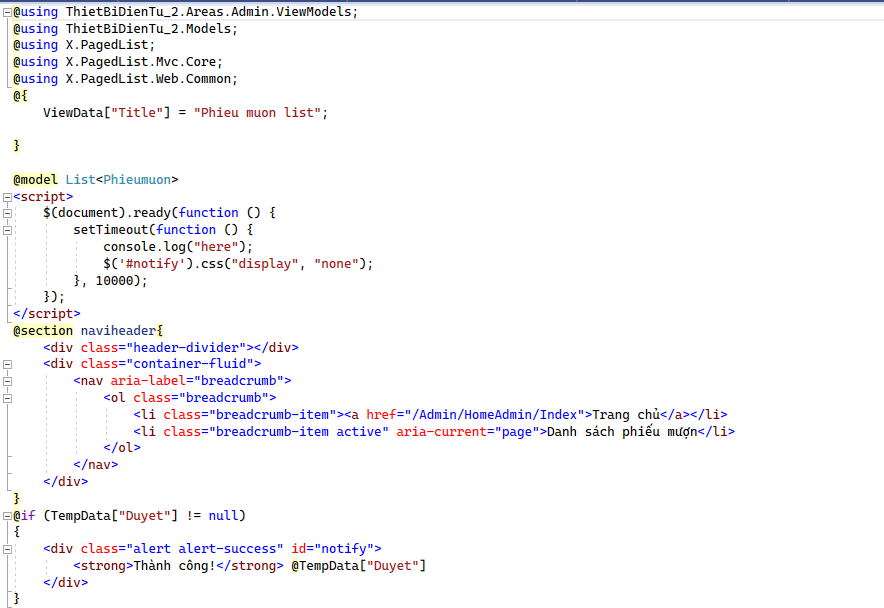 @using ThietBiDienTu_2.Areas.Admin.ViewModels;
@using ThietBiDienTu_2.Models;
@using X.PagedList;
@using X.PagedList.Mvc.Core;
@using X.PagedList.Web.Common;
@{
    ViewData["Title"] = "Phieu muon list";

}

@model List<Phieumuon>
<script>
    $(document).ready(function () {
        setTimeout(function () {
            console.log("here");
            $('#notify').css("display", "none");
        }, 10000);
    });
</script>
@section naviheader{
    <div class="header-divider"></div>
    <div class="container-fluid">
        <nav aria-label="breadcrumb">
            <ol class="breadcrumb">
                <li class="breadcrumb-item"><a href="/Admin/HomeAdmin/Index">Trang chủ</a></li>
                <li class="breadcrumb-item active" aria-current="page">Danh sách phiếu mượn</li>
            </ol>
        </nav>
    </div>
}
@if (TempData["Duyet"] != null)
{
    <div class="alert alert-success" id="notify">
        <strong>Thành công!</strong> @TempData["Duyet"]
    </div>
}